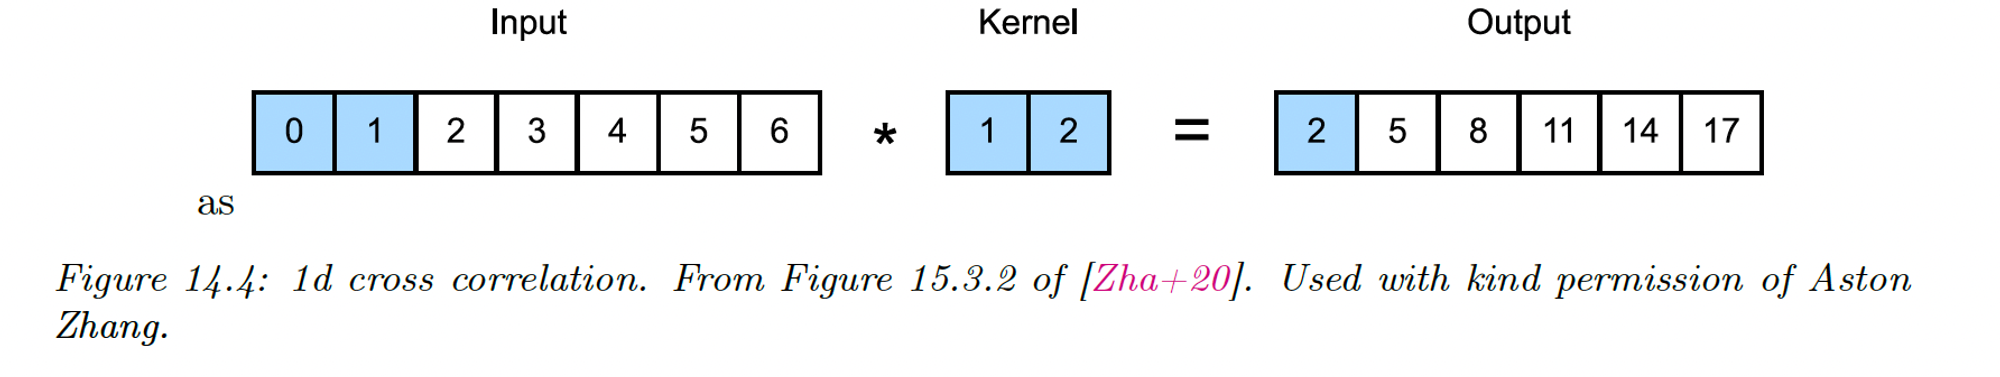 Input Kernel Output
0 1 2 3 4 5 6 * 1 2 = 2 5 8 11 14 17
as
Figure 14.4: 1d cross correlation. From Figure 15.3.2 of [Zha+20]. Used with kind permission of Aston
Zhang.